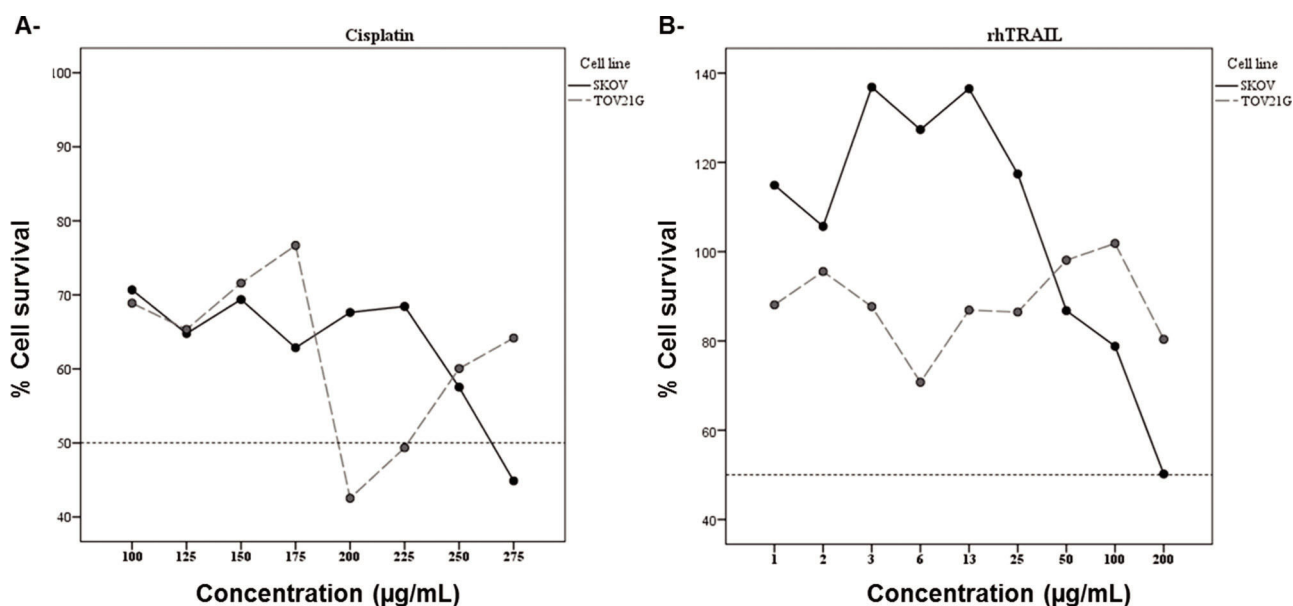 A-
Cisplatin
Cell line
SKOV
TOV21G
% Cell survival
100
90
80
70
60
50
40
100 125 150 175 200 225 250 275
Concentration (µg/mL)
B-
rhTRAIL
Cell line
SKOV
TOV21G
% Cell survival
140
120
100
80
60
40
1 2 3 6 13 25 50 100 200
Concentration (µg/mL)